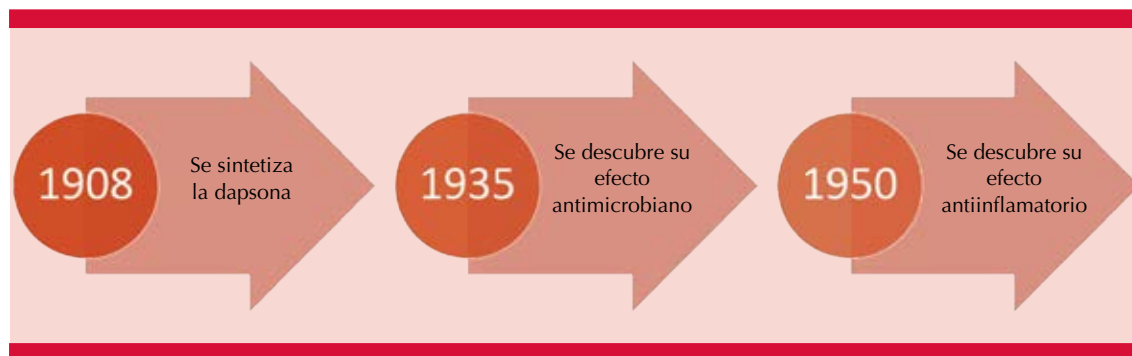 1908
Se sintetiza
la dapsona
1935
Se descubre su
efecto
antimicrobiano
1950
Se descubre su
efecto
antiinflamatorio